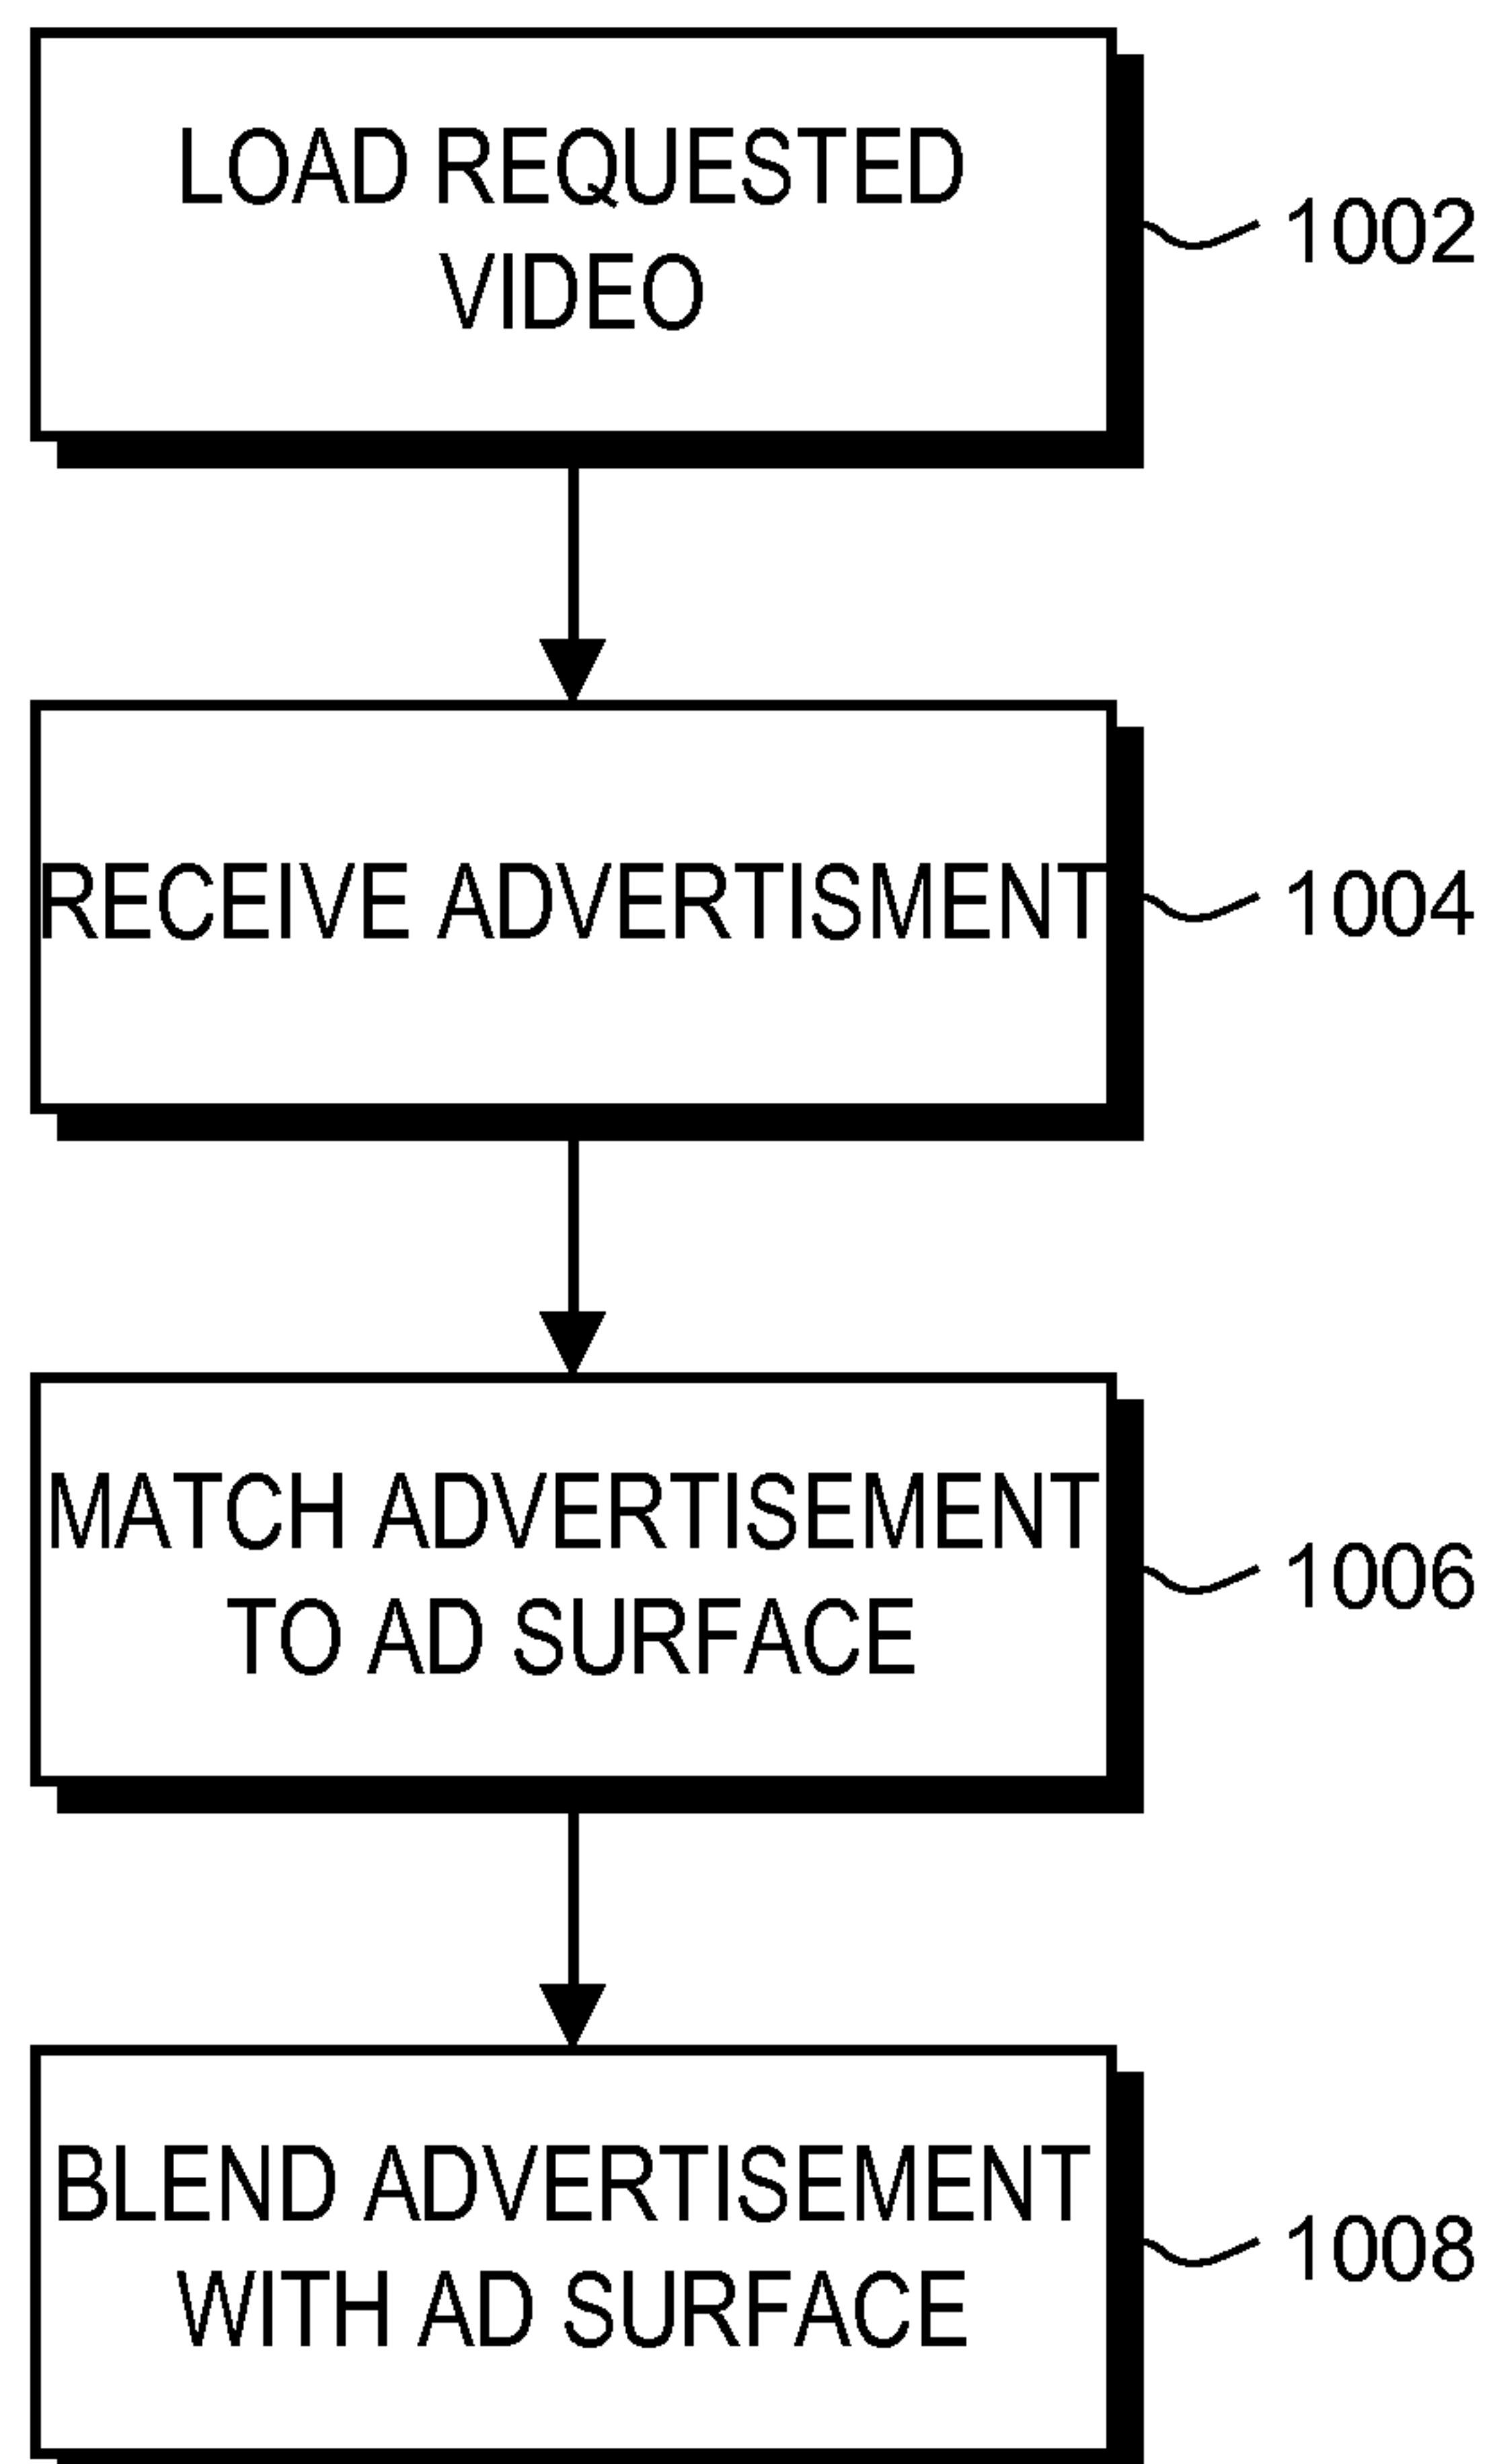 LOAD REQUESTED
VIDEO
1002
RECEIVE ADVERTISMENT
1004
MATCH ADVERTISEMENT
TO AD SURFACE
1006
BLEND ADVERTISEMENT
WITH AD SURFACE
1008